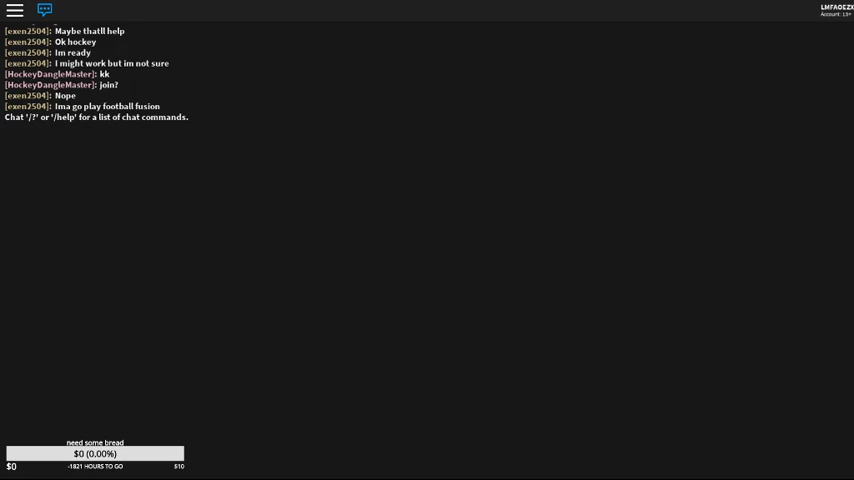 LMFAOEZX
Account: 13+
[exen2504]: Maybe thatll help
[exen2504]: Ok hockey
[exen2504]: Im ready
[exen2504]: I might work but im not sure
[HockeyDangleMaster]: kk
[HockeyDangleMaster]: join?
[exen2504]: Nope
[exen2504]: Ima go play football fusion
Chat '/?' or '/help' for a list of chat commands.
need some bread
$0 (0.00%)
$0 -1821 HOURS TO GO $10